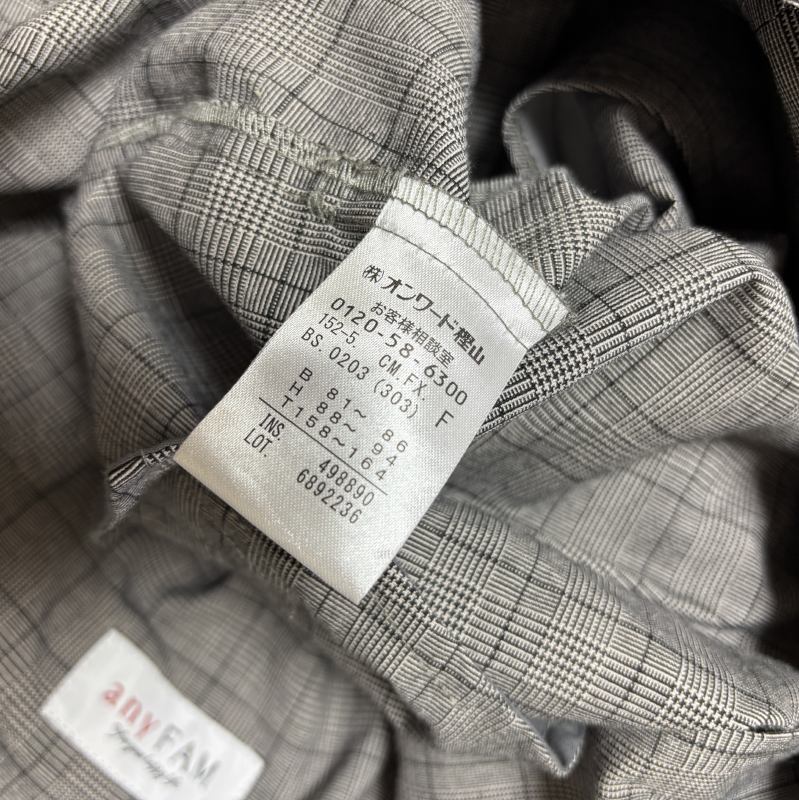 (株)オンワード樫山
お客様相談室
0120-58-6300
152-5. CM.FX. F
BS. 0203 (303)
B 81～ 86
H 88～ 94
T158～164
INS. 498890
LOT. 6892236
anyFAM